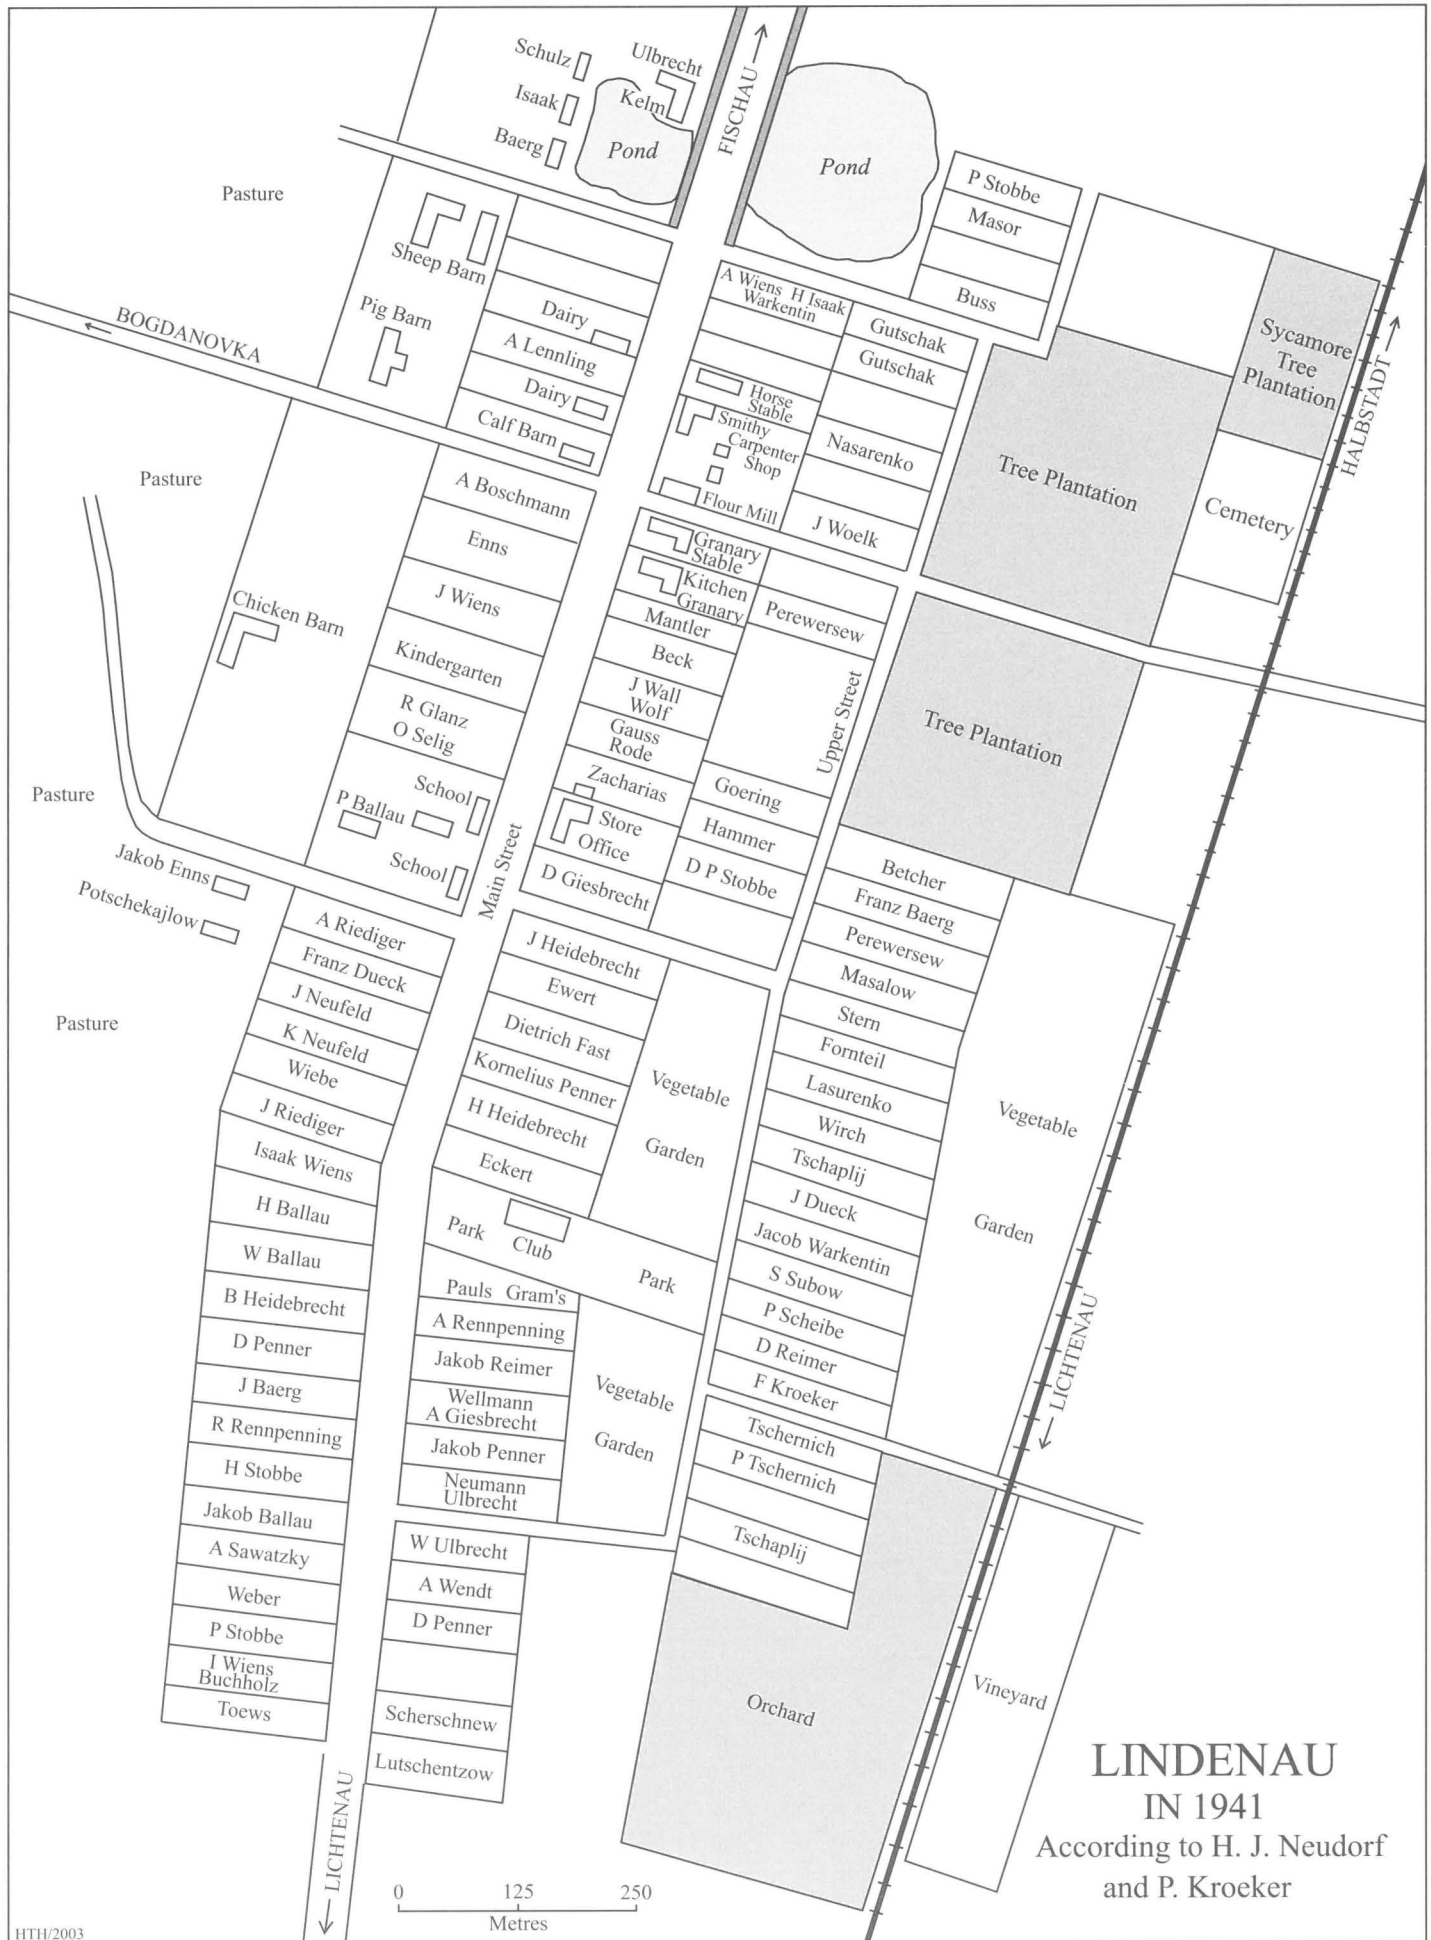 Schulz
Isaak
Baerg
Ulbrecht
Kelm
Pond
FISCHAU
Pond
P Stobbe
Masor
Buss
Pasture
Sheep Barn
Pig Barn
BOGDANOVKA
Dairy
A Lennling
Dairy
Calf Barn
A Wiens H Isaak
Warkentin
Gutschak
Gutschak
Horse
Stable
Smithy
Carpenter
Shop
Flour Mill
Nasarenko
J Woelk
Tree Plantation
Sycamore
Tree
Plantation
HALBSTADT
Cemetery
Pasture
Chicken Barn
A Boschmann
Enns
J Wiens
Kindergarten
R Glanz
O Selig
School
P Ballau
School
Main Street
Granary
Stable
Kitchen
Granary
Mantler
Beck
J Wall
Wolf
Gauss
Rode
Zacharias
Store
Office
D Giesbrecht
Perewersew
Upper Street
Goering
Hammer
D P Stobbe
Tree Plantation
Pasture
Jakob Enns
Potschekajlow
Pasture
A Riediger
Franz Dueck
J Neufeld
K Neufeld
Wiebe
J Riediger
Isaak Wiens
H Ballau
W Ballau
B Heidebrecht
D Penner
J Baerg
R Rennpenning
H Stobbe
Jakob Ballau
A Sawatzky
Weber
P Stobbe
I Wiens
Buchholz
Toews
J Heidebrecht
Ewert
Dietrich Fast
Kornelius Penner
H Heidebrecht
Eckert
Vegetable
Garden
Park
Club
Park
Pauls Gram's
A Rennpenning
Jakob Reimer
Wellmann
A Giesbrecht
Jakob Penner
Neumann
Ulbrecht
Vegetable
Garden
W Ulbrecht
A Wendt
D Penner
Scherschnew
Lutschentzow
LICHTENAU
Betcher
Franz Baerg
Perewersew
Masalow
Stern
Fornteil
Lasurenko
Wirch
Tschaplij
J Dueck
Jacob Warkentin
S Subow
P Scheibe
D Reimer
F Kroeker
Vegetable
Garden
LICHTENAU
Tschernich
P Tschernich
Tschaplij
Orchard
Vineyard
LINDENAU
IN 1941
According to H. J. Neudorf
and P. Kroeker
0 125 250
Metres
HTH/2003